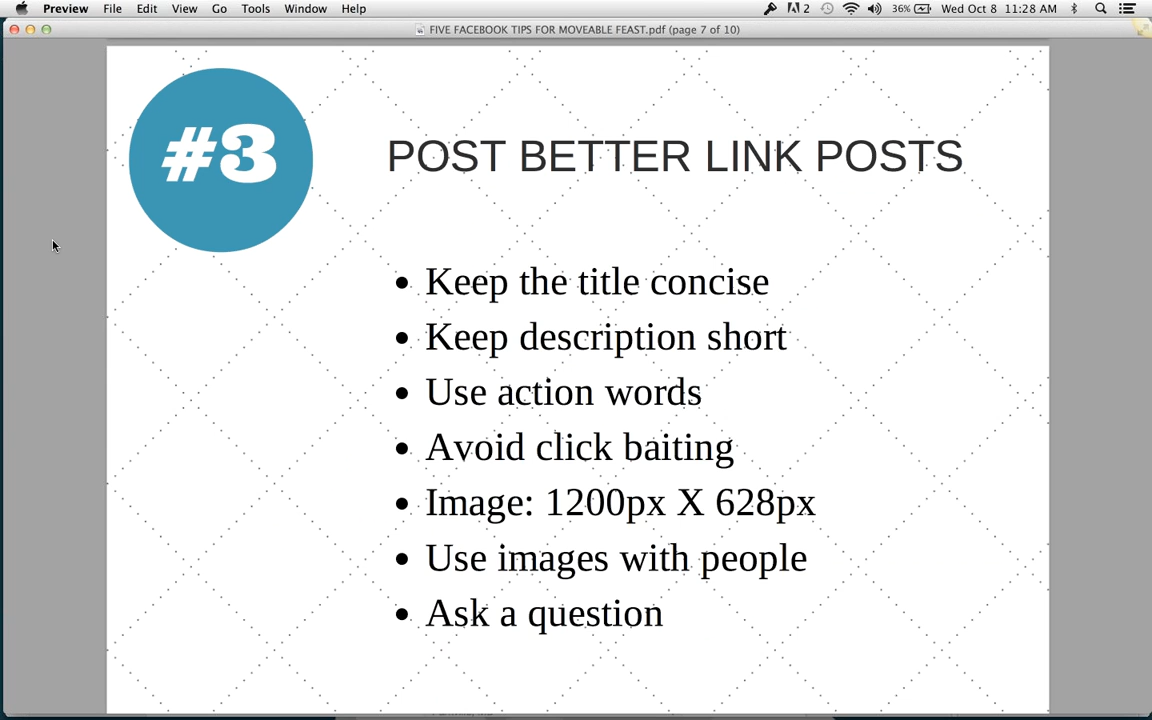 Preview File Edit View Go Tools Window Help 2 36% Wed Oct 8 11:28 AM
FIVE FACEBOOK TIPS FOR MOVEABLE FEAST.pdf (page 7 of 10)
#3
POST BETTER LINK POSTS
• Keep the title concise
• Keep description short
• Use action words
• Avoid click baiting
• Image: 1200px X 628px
• Use images with people
• Ask a question